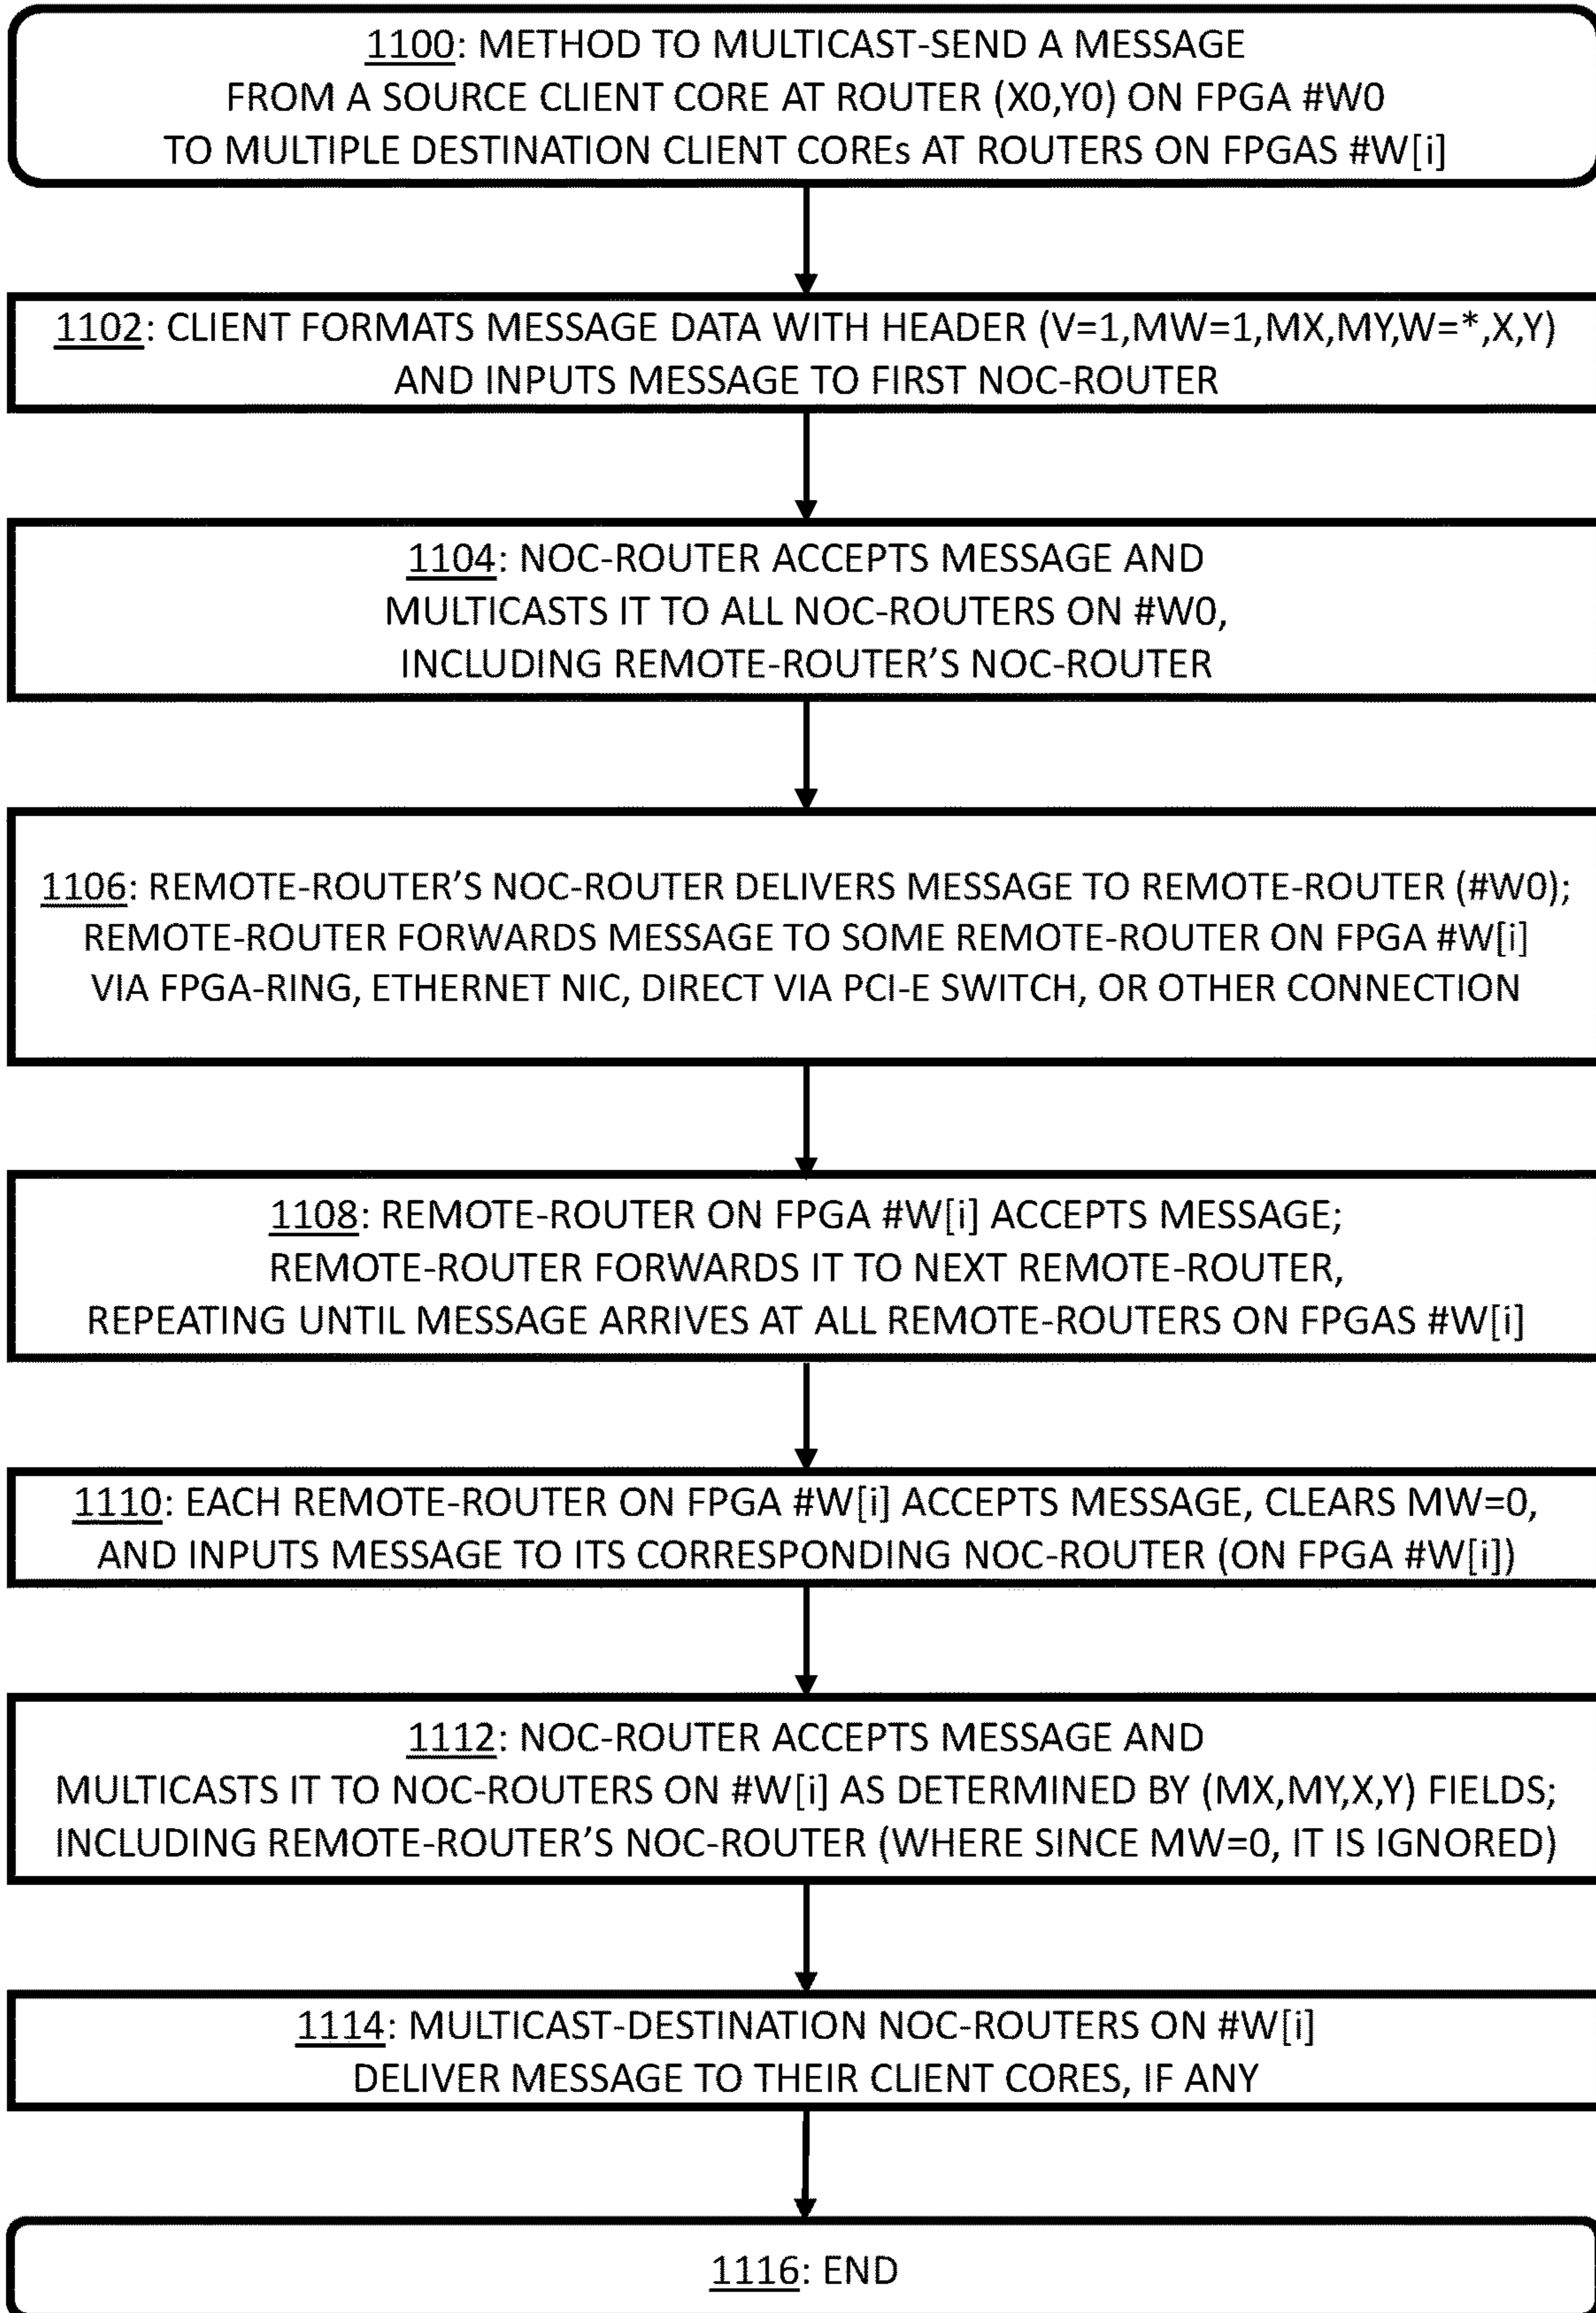 1100: METHOD TO MULTICAST-SEND A MESSAGE
FROM A SOURCE CLIENT CORE AT ROUTER (X0,Y0) ON FPGA #W0
TO MULTIPLE DESTINATION CLIENT COREs AT ROUTERS ON FPGAS #W[i]
1102: CLIENT FORMATS MESSAGE DATA WITH HEADER (V=1,MW=1,MX,MY,W=*,X,Y)
AND INPUTS MESSAGE TO FIRST NOC-ROUTER
1104: NOC-ROUTER ACCEPTS MESSAGE AND
MULTICASTS IT TO ALL NOC-ROUTERS ON #W0,
INCLUDING REMOTE-ROUTER'S NOC-ROUTER
1106: REMOTE-ROUTER'S NOC-ROUTER DELIVERS MESSAGE TO REMOTE-ROUTER (#W0);
REMOTE-ROUTER FORWARDS MESSAGE TO SOME REMOTE-ROUTER ON FPGA #W[i]
VIA FPGA-RING, ETHERNET NIC, DIRECT VIA PCI-E SWITCH, OR OTHER CONNECTION
1108: REMOTE-ROUTER ON FPGA #W[i] ACCEPTS MESSAGE;
REMOTE-ROUTER FORWARDS IT TO NEXT REMOTE-ROUTER,
REPEATING UNTIL MESSAGE ARRIVES AT ALL REMOTE-ROUTERS ON FPGAS #W[i]
1110: EACH REMOTE-ROUTER ON FPGA #W[i] ACCEPTS MESSAGE, CLEARS MW=0,
AND INPUTS MESSAGE TO ITS CORRESPONDING NOC-ROUTER (ON FPGA #W[i])
1112: NOC-ROUTER ACCEPTS MESSAGE AND
MULTICASTS IT TO NOC-ROUTERS ON #W[i] AS DETERMINED BY (MX,MY,X,Y) FIELDS;
INCLUDING REMOTE-ROUTER'S NOC-ROUTER (WHERE SINCE MW=0, IT IS IGNORED)
1114: MULTICAST-DESTINATION NOC-ROUTERS ON #W[i]
DELIVER MESSAGE TO THEIR CLIENT CORES, IF ANY
1116: END